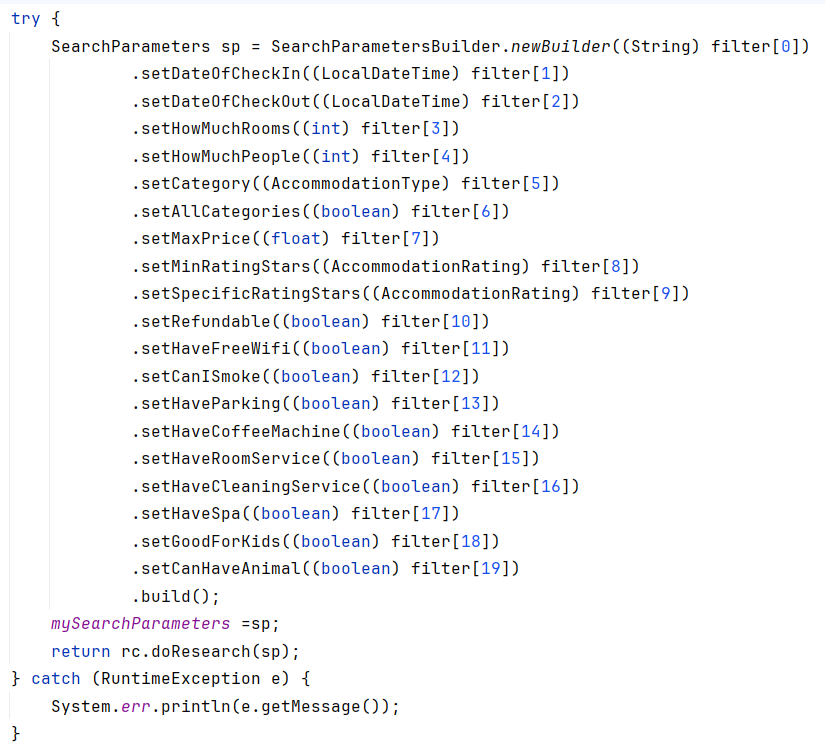 try {
    SearchParameters sp = SearchParametersBuilder.newBuilder((String) filter[0])
            .setDateOfCheckIn((LocalDateTime) filter[1])
            .setDateOfCheckOut((LocalDateTime) filter[2])
            .setHowMuchRooms((int) filter[3])
            .setHowMuchPeople((int) filter[4])
            .setCategory((AccommodationType) filter[5])
            .setAllCategories((boolean) filter[6])
            .setMaxPrice((float) filter[7])
            .setMinRatingStars((AccommodationRating) filter[8])
            .setSpecificRatingStars((AccommodationRating) filter[9])
            .setRefundable((boolean) filter[10])
            .setHaveFreeWifi((boolean) filter[11])
            .setCanISmoke((boolean) filter[12])
            .setHaveParking((boolean) filter[13])
            .setHaveCoffeeMachine((boolean) filter[14])
            .setHaveRoomService((boolean) filter[15])
            .setHaveCleaningService((boolean) filter[16])
            .setHaveSpa((boolean) filter[17])
            .setGoodForKids((boolean) filter[18])
            .setCanHaveAnimal((boolean) filter[19])
            .build();
    mySearchParameters =sp;
    return rc.doResearch(sp);
} catch (RuntimeException e) {
    System.err.println(e.getMessage());
}